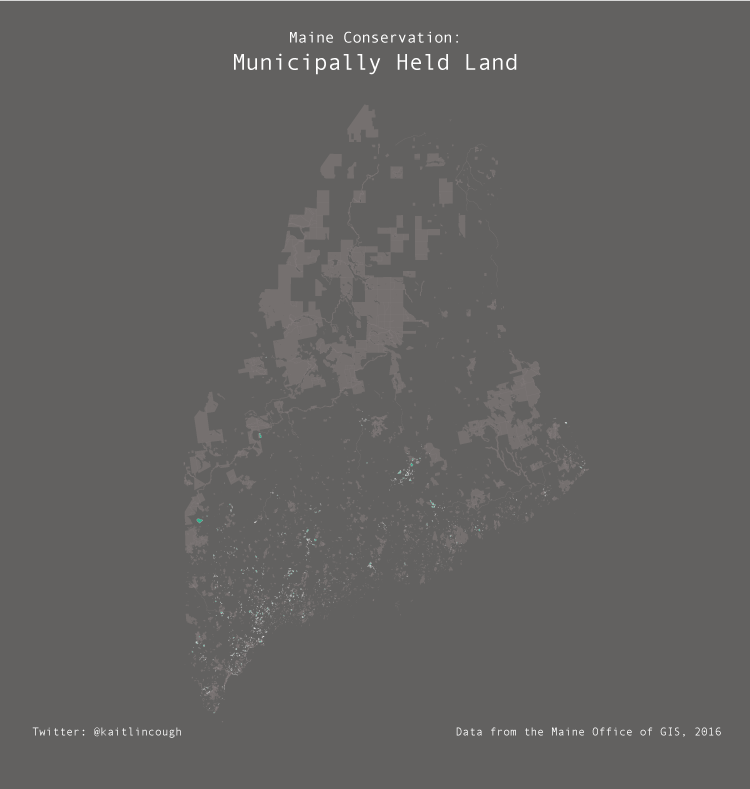 Maine Conservation:
Municipally Held Land
Twitter: @kaitlincough
Data from the Maine Office of GIS, 2016